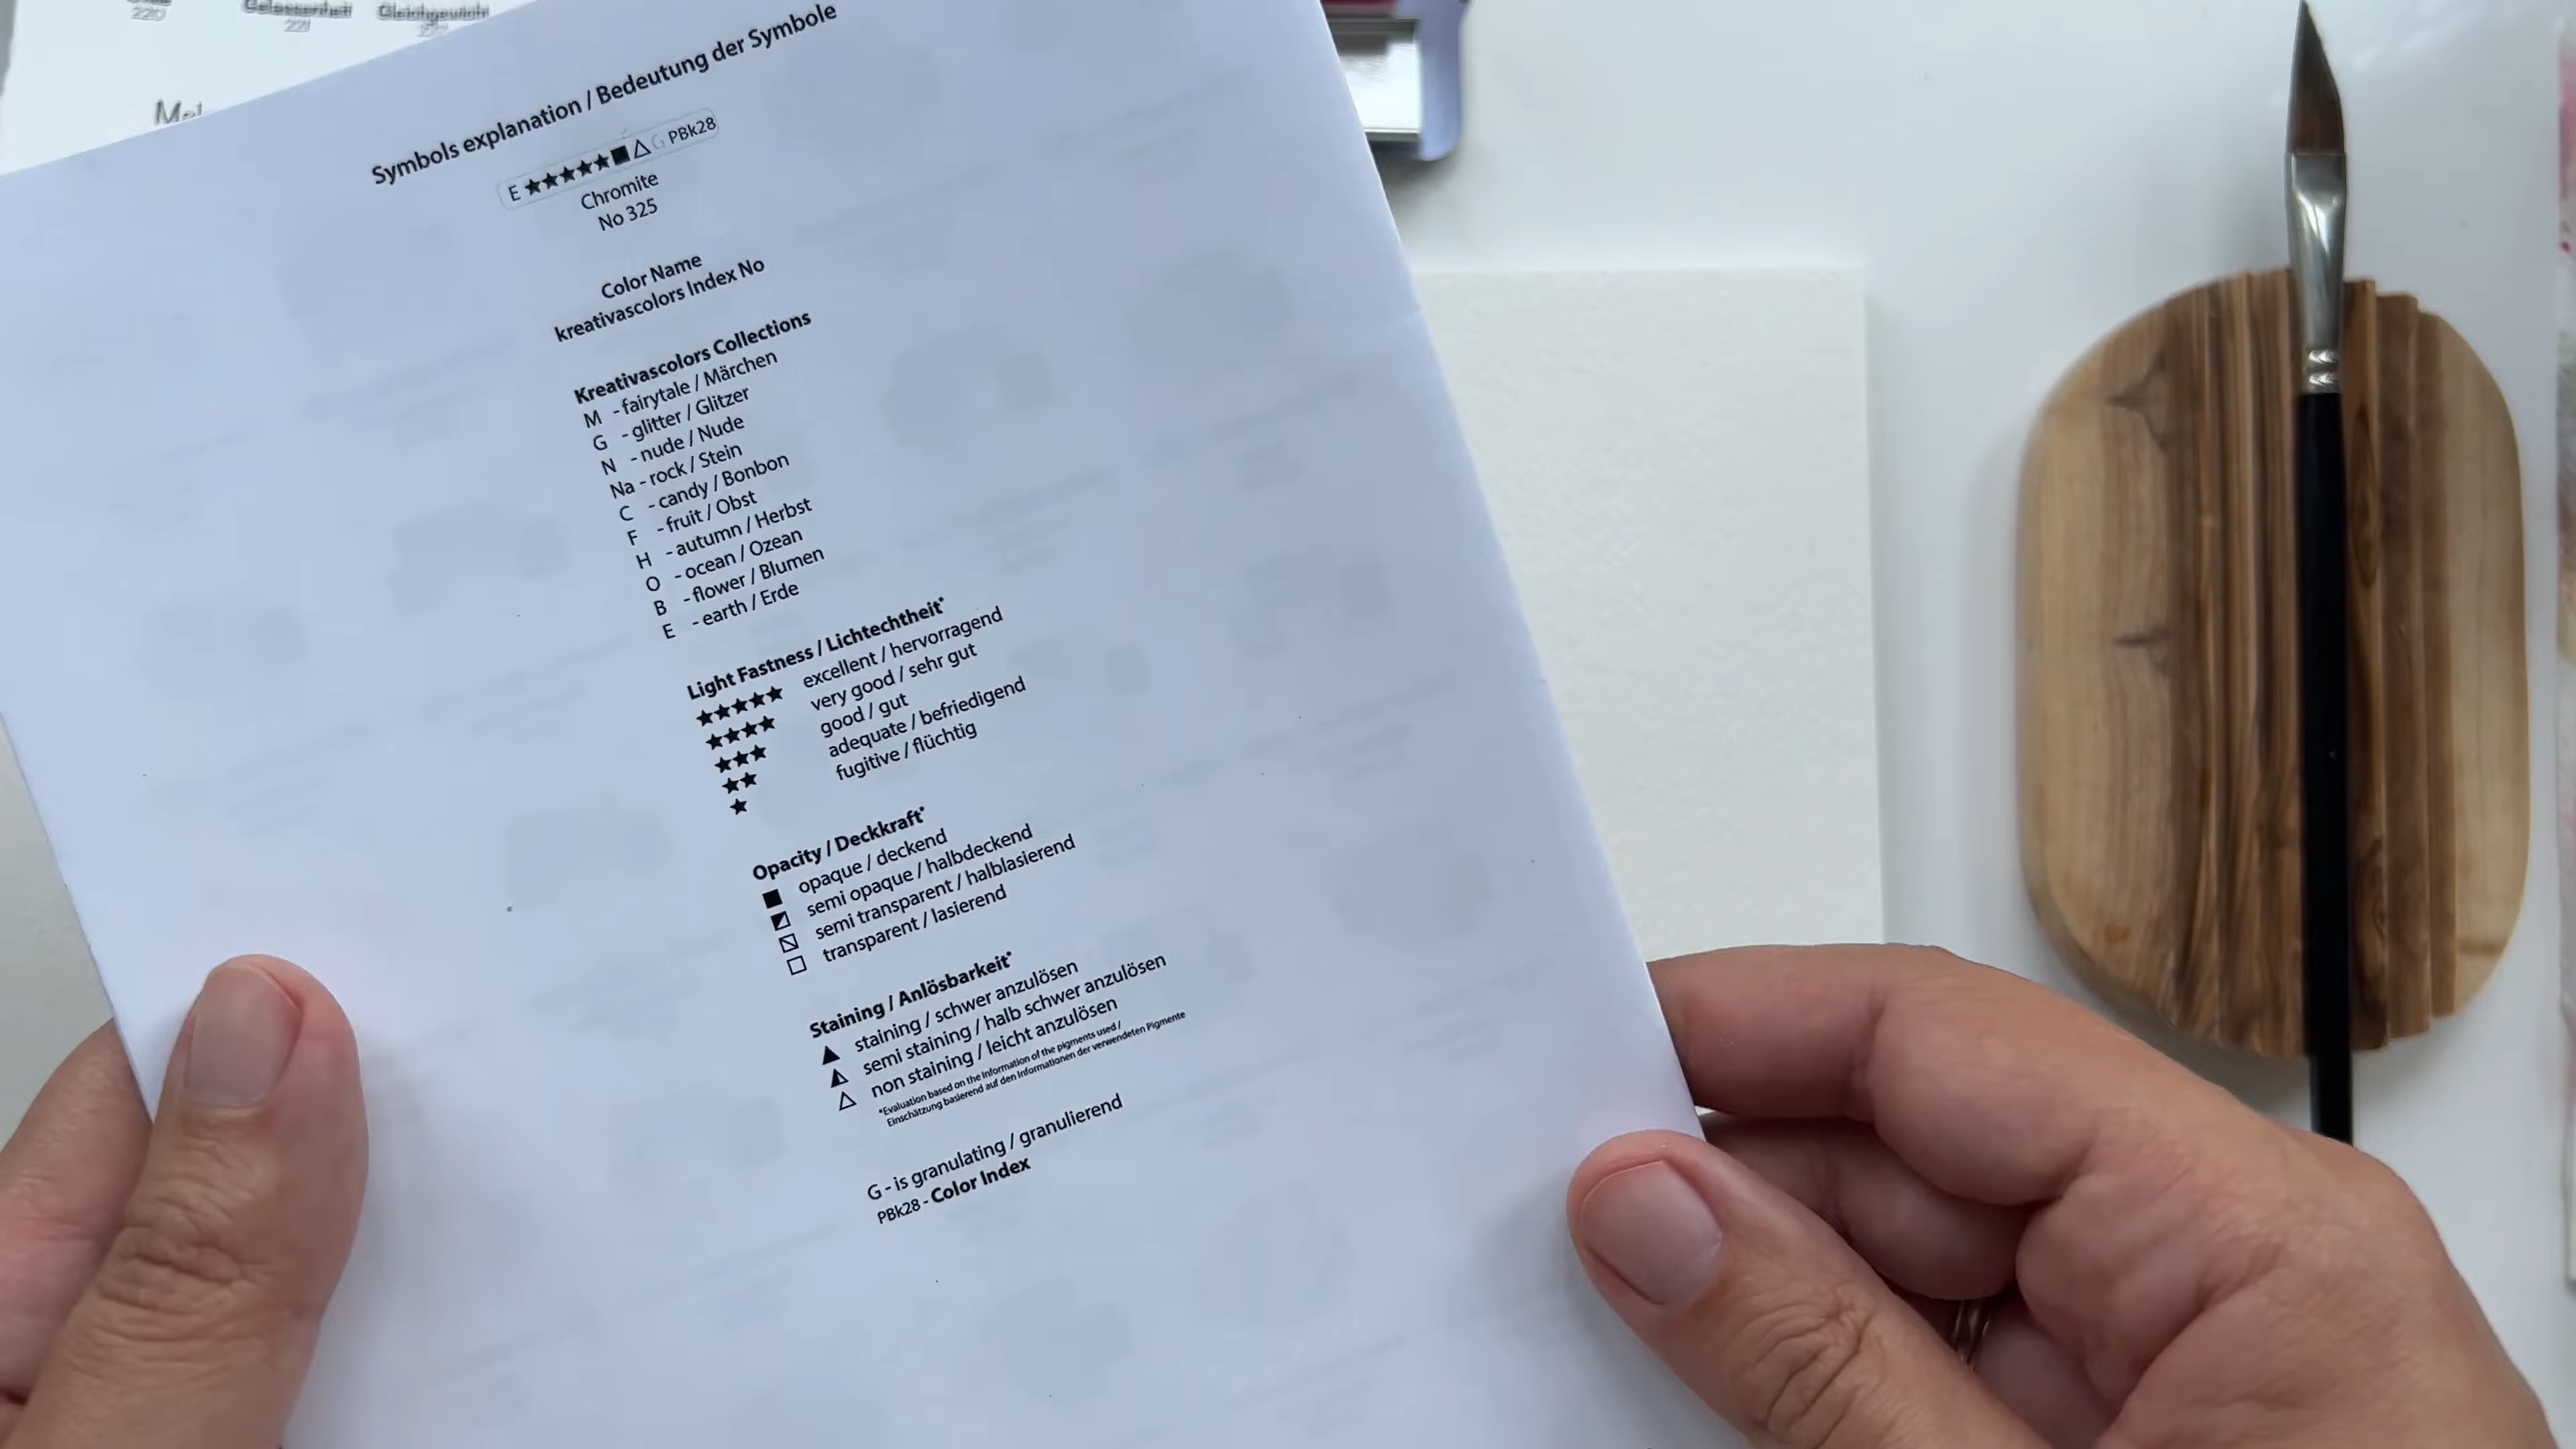 220
Gelassenheit
221
Gleichgewicht
Symbols explanation / Bedeutung der Symbole
E ★★★★★■△G PBk28
Chromite
No 325
Color Name
kreativascolors Index No
Kreativascolors Collections
M - fairytale / Märchen
G - glitter / Glitzer
N - nude / Nude
Na - rock / Stein
C - candy / Bonbon
F - fruit / Obst
H - autumn / Herbst
O - ocean / Ozean
B - flower / Blumen
E - earth / Erde
Light Fastness / Lichtechtheit*
★★★★★ excellent / hervorragend
★★★★ very good / sehr gut
★★★ good / gut
★★ adequate / befriedigend
★ fugitive / flüchtig
Opacity / Deckkraft*
opaque / deckend
semi opaque / halbdeckend
semi transparent / halblasierend
transparent / lasierend
Staining / Anlösbarkeit*
staining / schwer anzulösen
semi staining / halb schwer anzulösen
non staining / leicht anzulösen
*Evaluation based on the Information of the pigments used /
Einschätzung basierend auf den Informationen der verwendeten Pigmente
G - is granulating / granulierend
PBk28 - Color Index